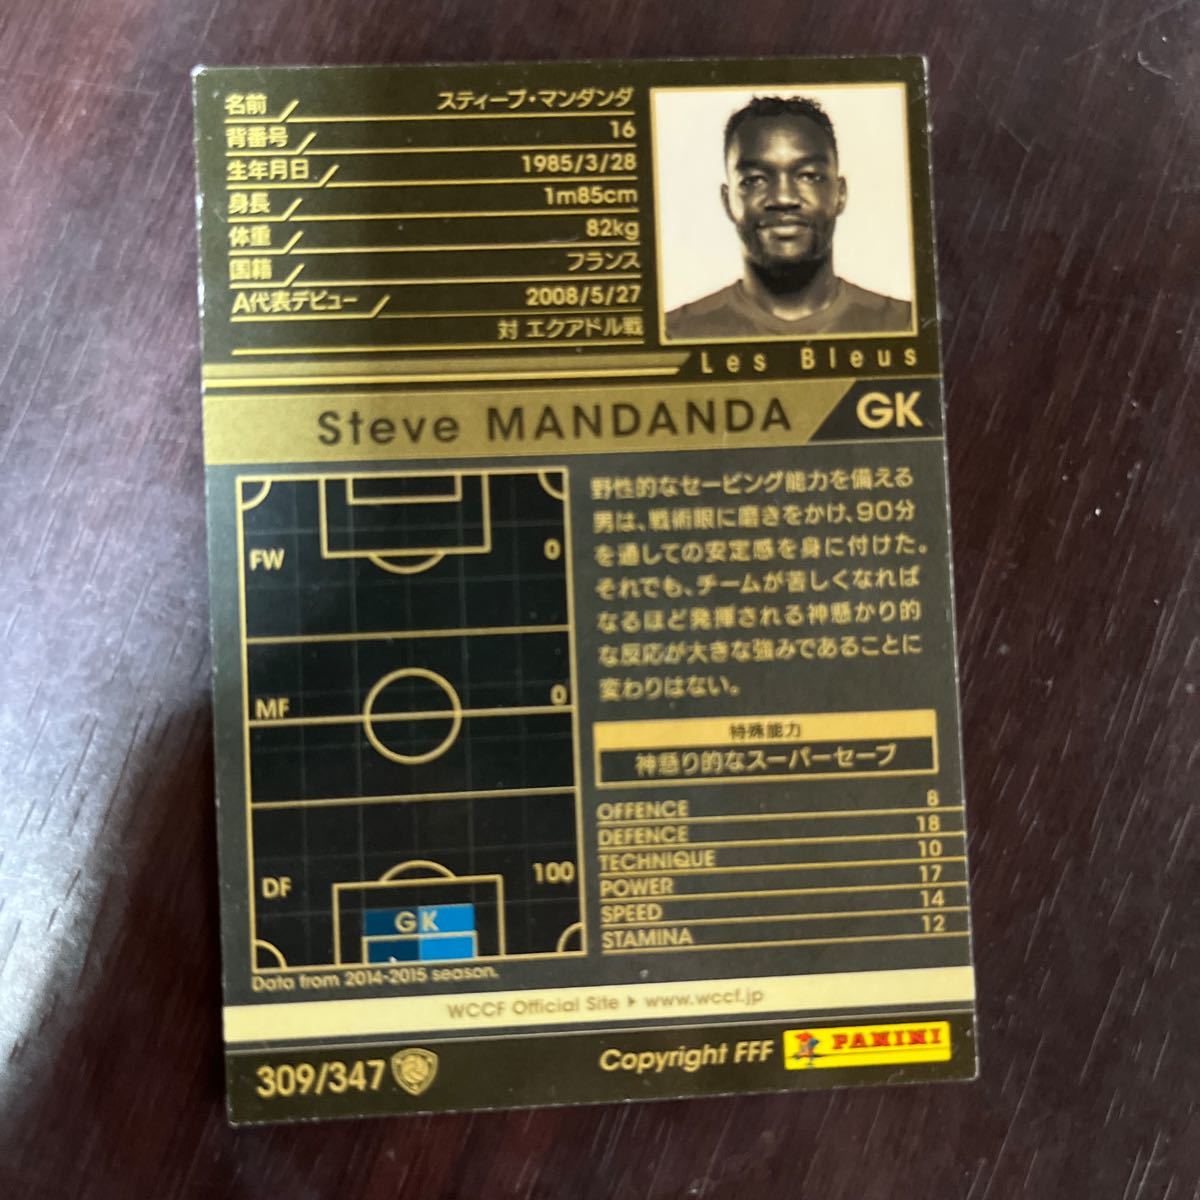 名前 スティーブ・マンダンダ
背番号 16
生年月日 1985/3/28
身長 1m85cm
体重 82kg
国籍 フランス
A代表デビュー 2008/5/27
対 エクアドル戦
Les Bleus
Steve MANDANDA GK
野性的なセービング能力を備える
男は、戦術眼に磨きをかけ、90分
を通しての安定感を身に付けた。
それでも、チームが苦しくなれば
なるほど発揮される神懸かり的
な反応が大きな強みであることに
変わりはない。
特殊能力
神懸り的なスーパーセーブ
OFFENCE 8
DEFENCE 18
TECHNIQUE 10
POWER 17
SPEED 14
STAMINA 12
FW 0
MF 0
DF 100
GK
Data from 2014-2015 season.
WCCF Official Site ▶ www.wccf.jp
309/347
Copyright FFF
PANINI